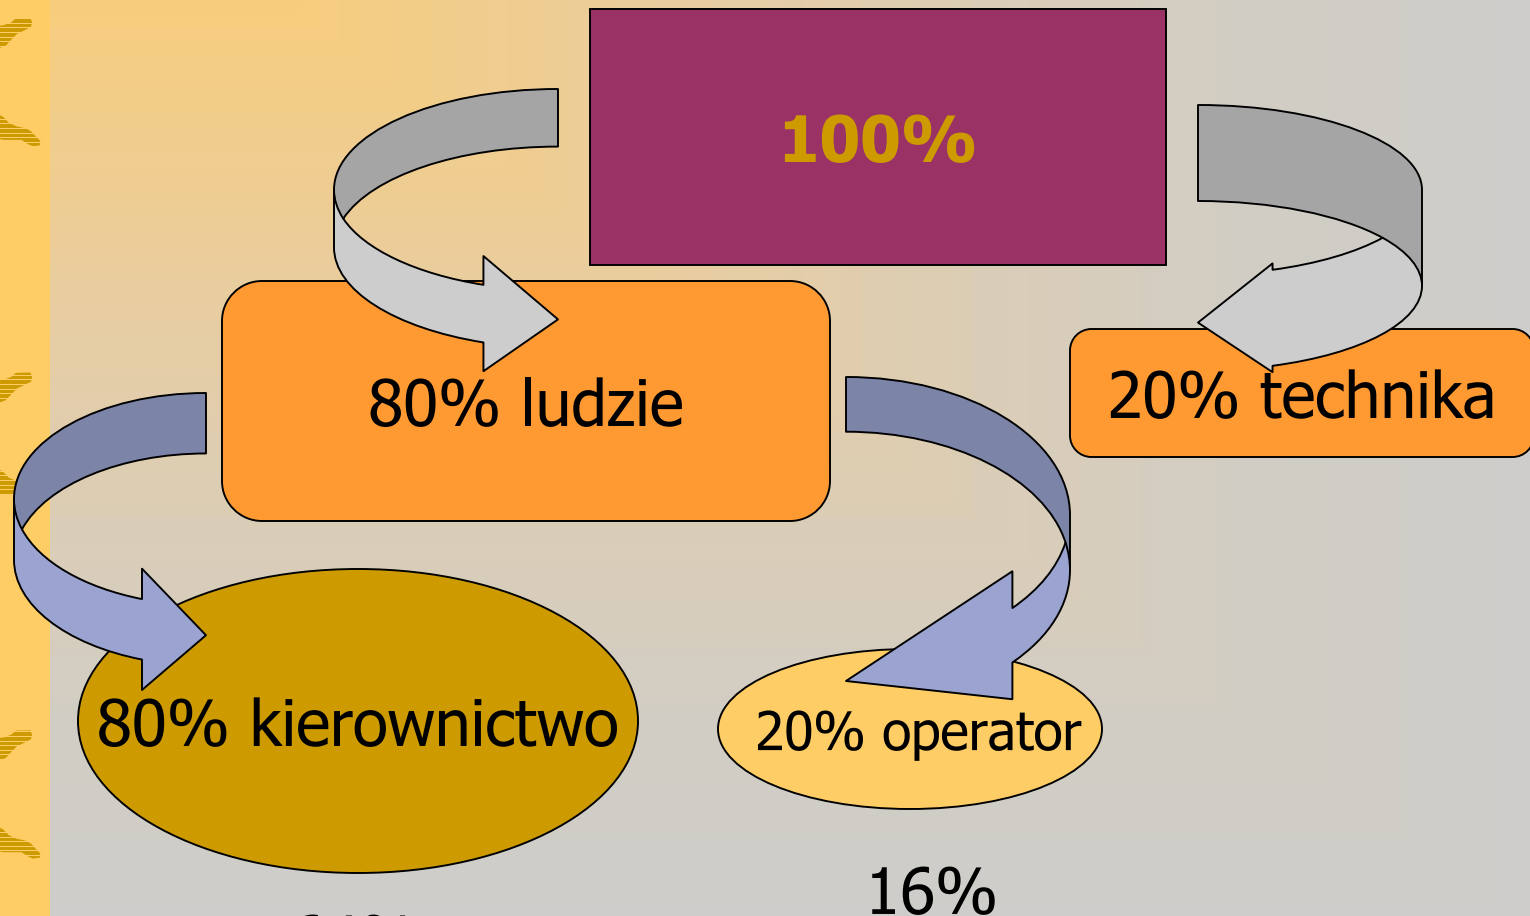 100%
80% ludzie
20% technika
80% kierownictwo
20% operator
16%